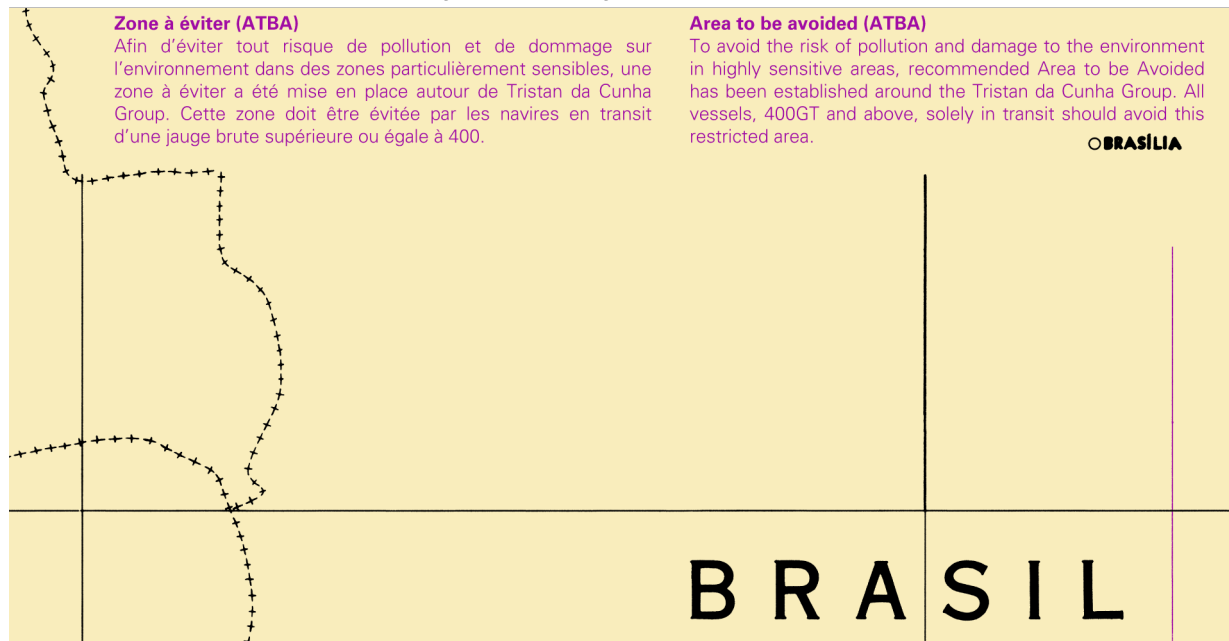 Zone à éviter (ATBA)
Afin d’éviter tout risque de pollution et de dommage sur
l’environnement dans des zones particulièrement sensibles, une
zone à éviter a été mise en place autour de Tristan da Cunha
Group. Cette zone doit être évitée par les navires en transit
d’une jauge brute supérieure ou égale à 400.
Area to be avoided (ATBA)
To avoid the risk of pollution and damage to the environment
in highly sensitive areas, recommended Area to be Avoided
has been established around the Tristan da Cunha Group. All
vessels, 400GT and above, solely in transit should avoid this
restricted area.
BRASÍLIA
BRASIL